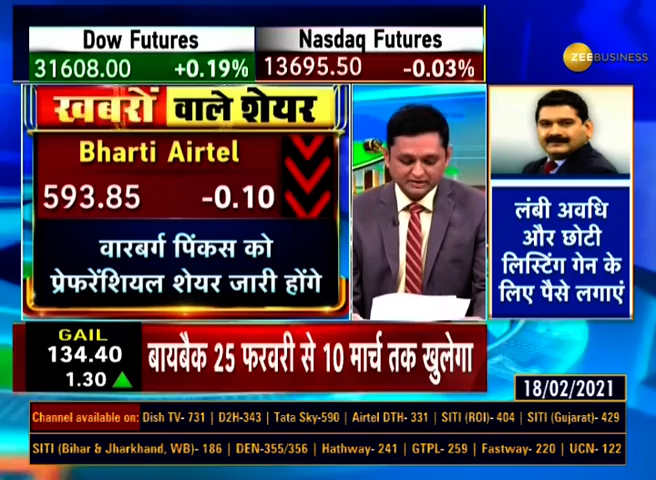 Dow Futures
31608.00 +0.19%
Nasdaq Futures
13695.50 -0.03%
ZEEBUSINESS
खबरों वाले शेयर
Bharti Airtel
593.85 -0.10
वारबर्ग पिंकस को
प्रेफरेंशियल शेयर जारी होंगे
लंबी अवधि
और छोटी
लिस्टिंग गेन के
लिए पैसे लगाएं
GAIL
134.40
1.30
बायबैक 25 फरवरी से 10 मार्च तक खुलेगा
18/02/2021
Channel available on: Dish TV- 731 | D2H-343 | Tata Sky-590 | Airtel DTH- 331 | SITI (ROI)- 404 | SITI (Gujarat)- 429
SITI (Bihar & Jharkhand, WB)- 186 | DEN-355/356 | Hathway- 241 | GTPL- 259 | Fastway- 220 | UCN- 122